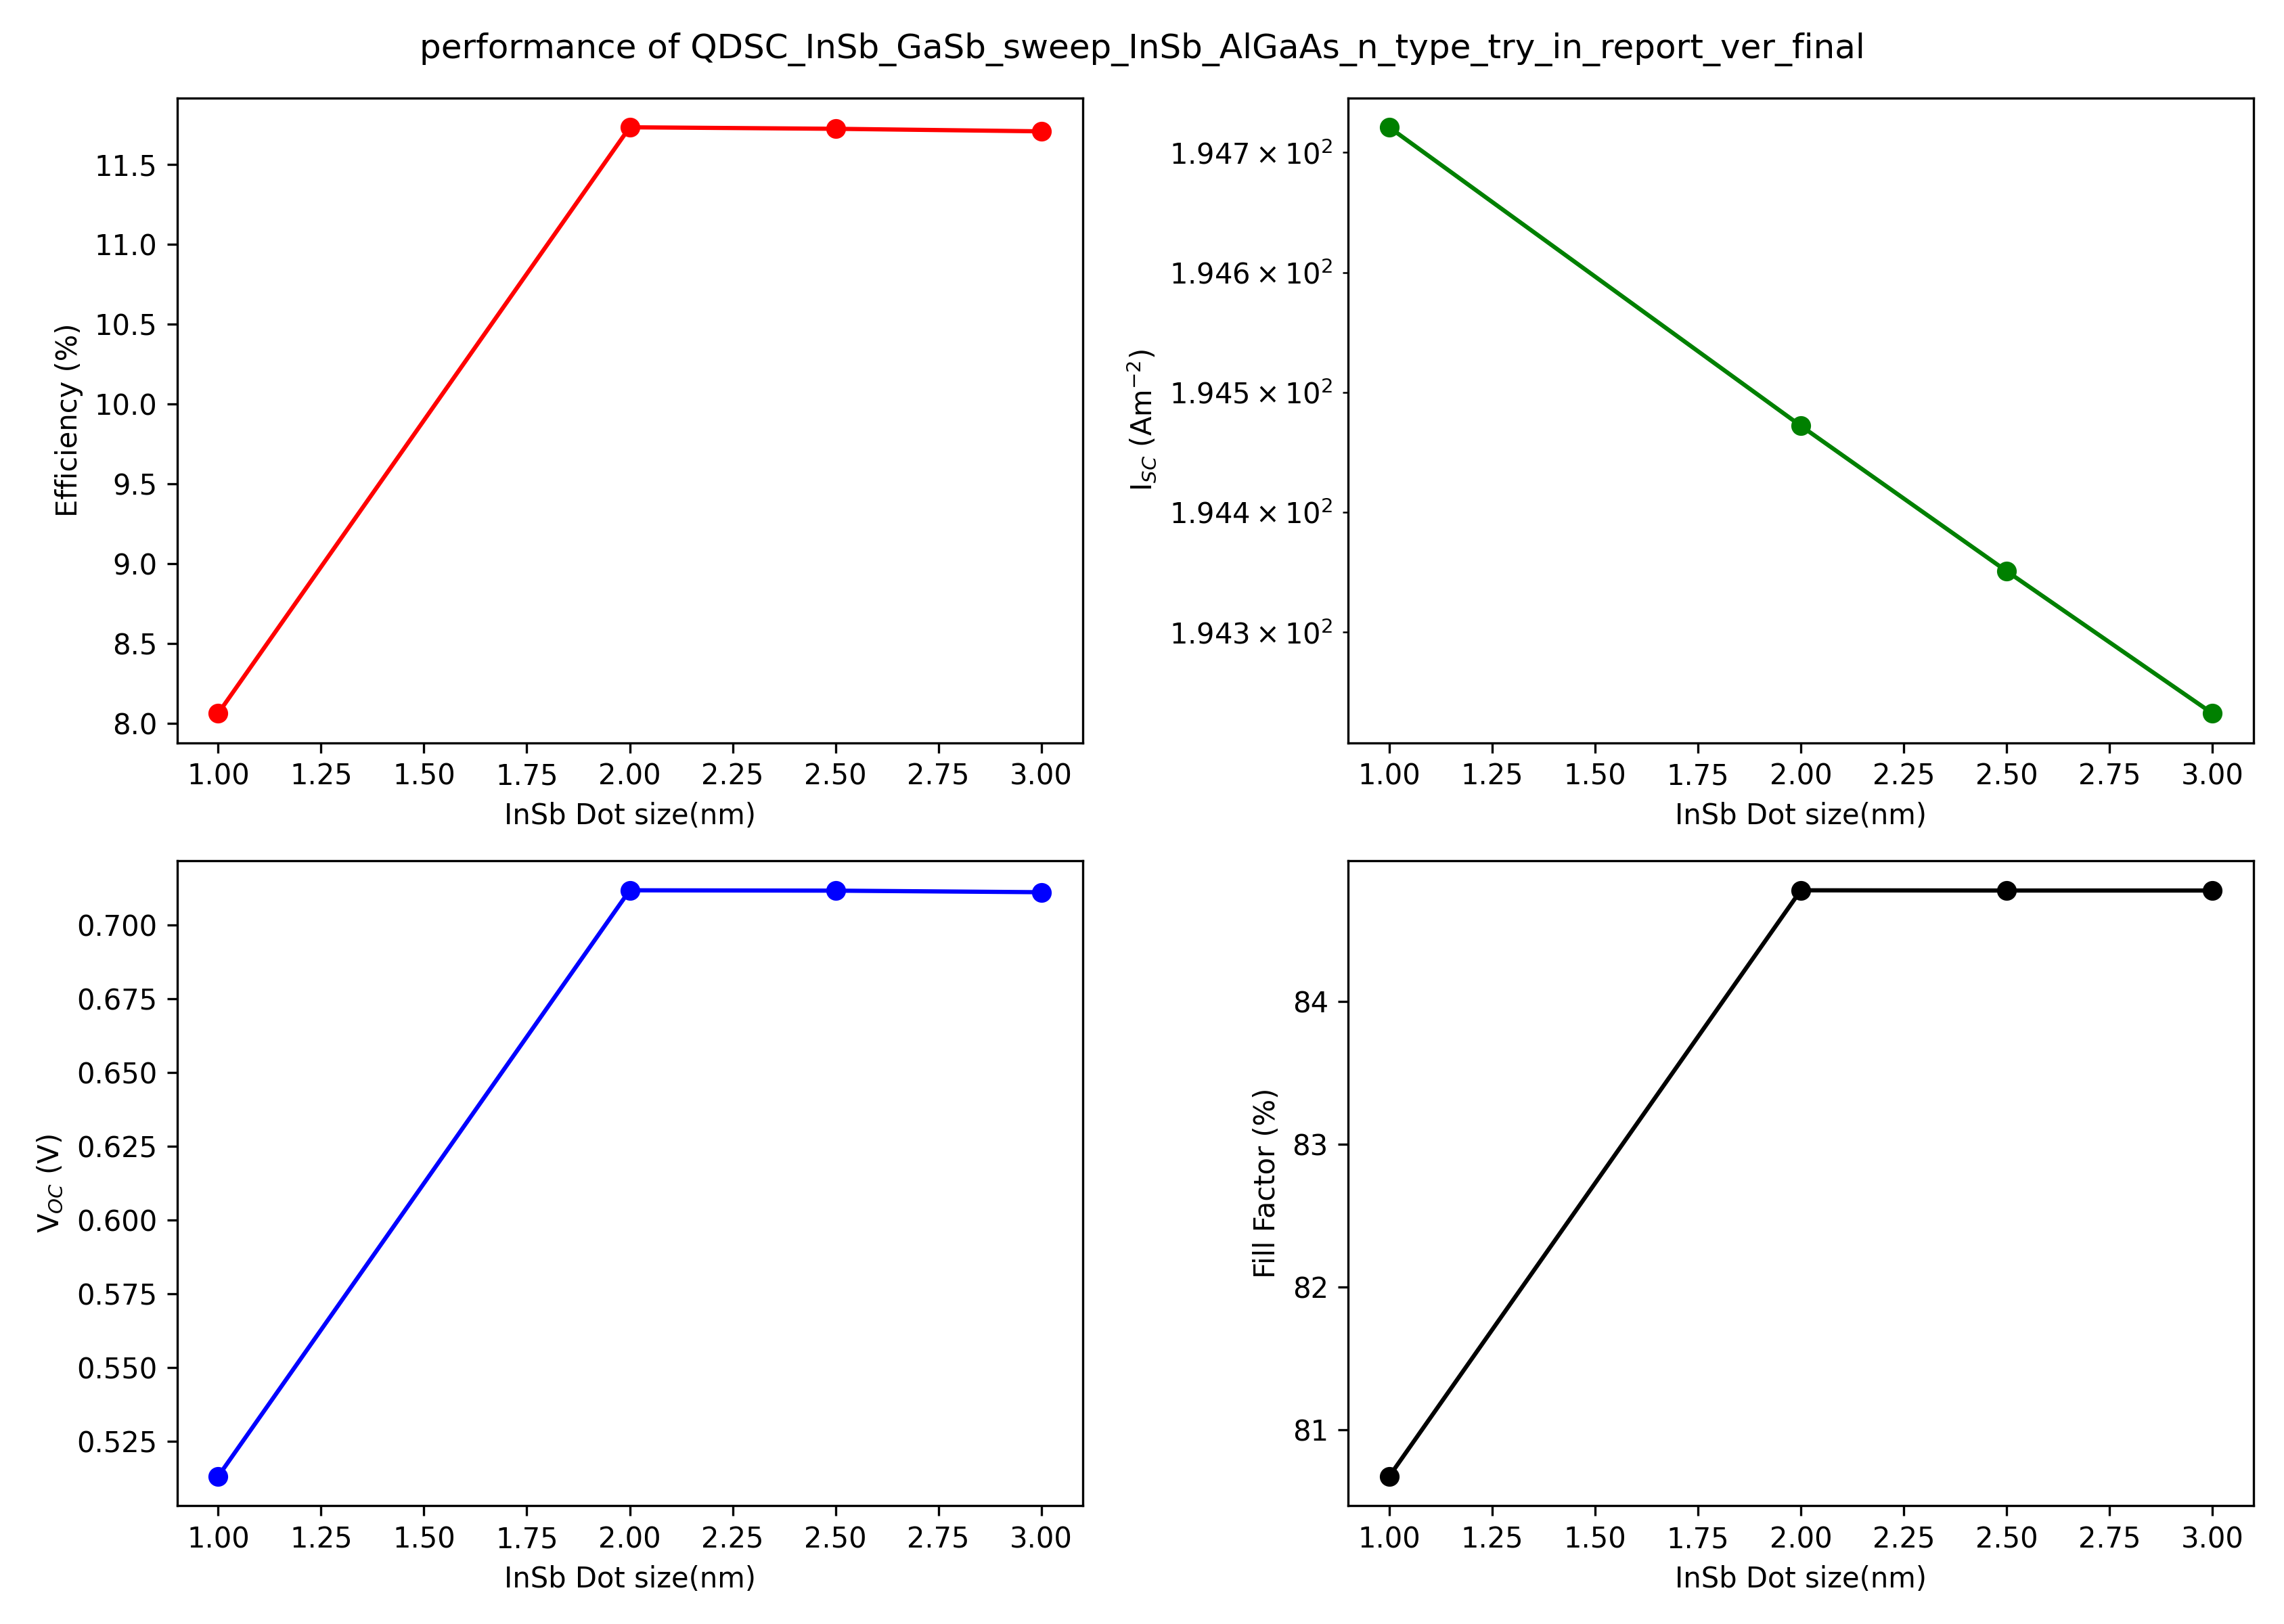 performance of QDSC_InSb_GaSb_sweep_InSb_AlGaAs_n_type_try_in_report_ver_final
Efficiency (%)
11.5
11.0
10.5
10.0
9.5
9.0
8.5
8.0
1.00 1.25 1.50 1.75 2.00 2.25 2.50 2.75 3.00
InSb Dot size(nm)
I_SC (Am⁻²)
1.947 × 10²
1.946 × 10²
1.945 × 10²
1.944 × 10²
1.943 × 10²
1.00 1.25 1.50 1.75 2.00 2.25 2.50 2.75 3.00
InSb Dot size(nm)
V_OC (V)
0.700
0.675
0.650
0.625
0.600
0.575
0.550
0.525
1.00 1.25 1.50 1.75 2.00 2.25 2.50 2.75 3.00
InSb Dot size(nm)
Fill Factor (%)
84
83
82
81
1.00 1.25 1.50 1.75 2.00 2.25 2.50 2.75 3.00
InSb Dot size(nm)